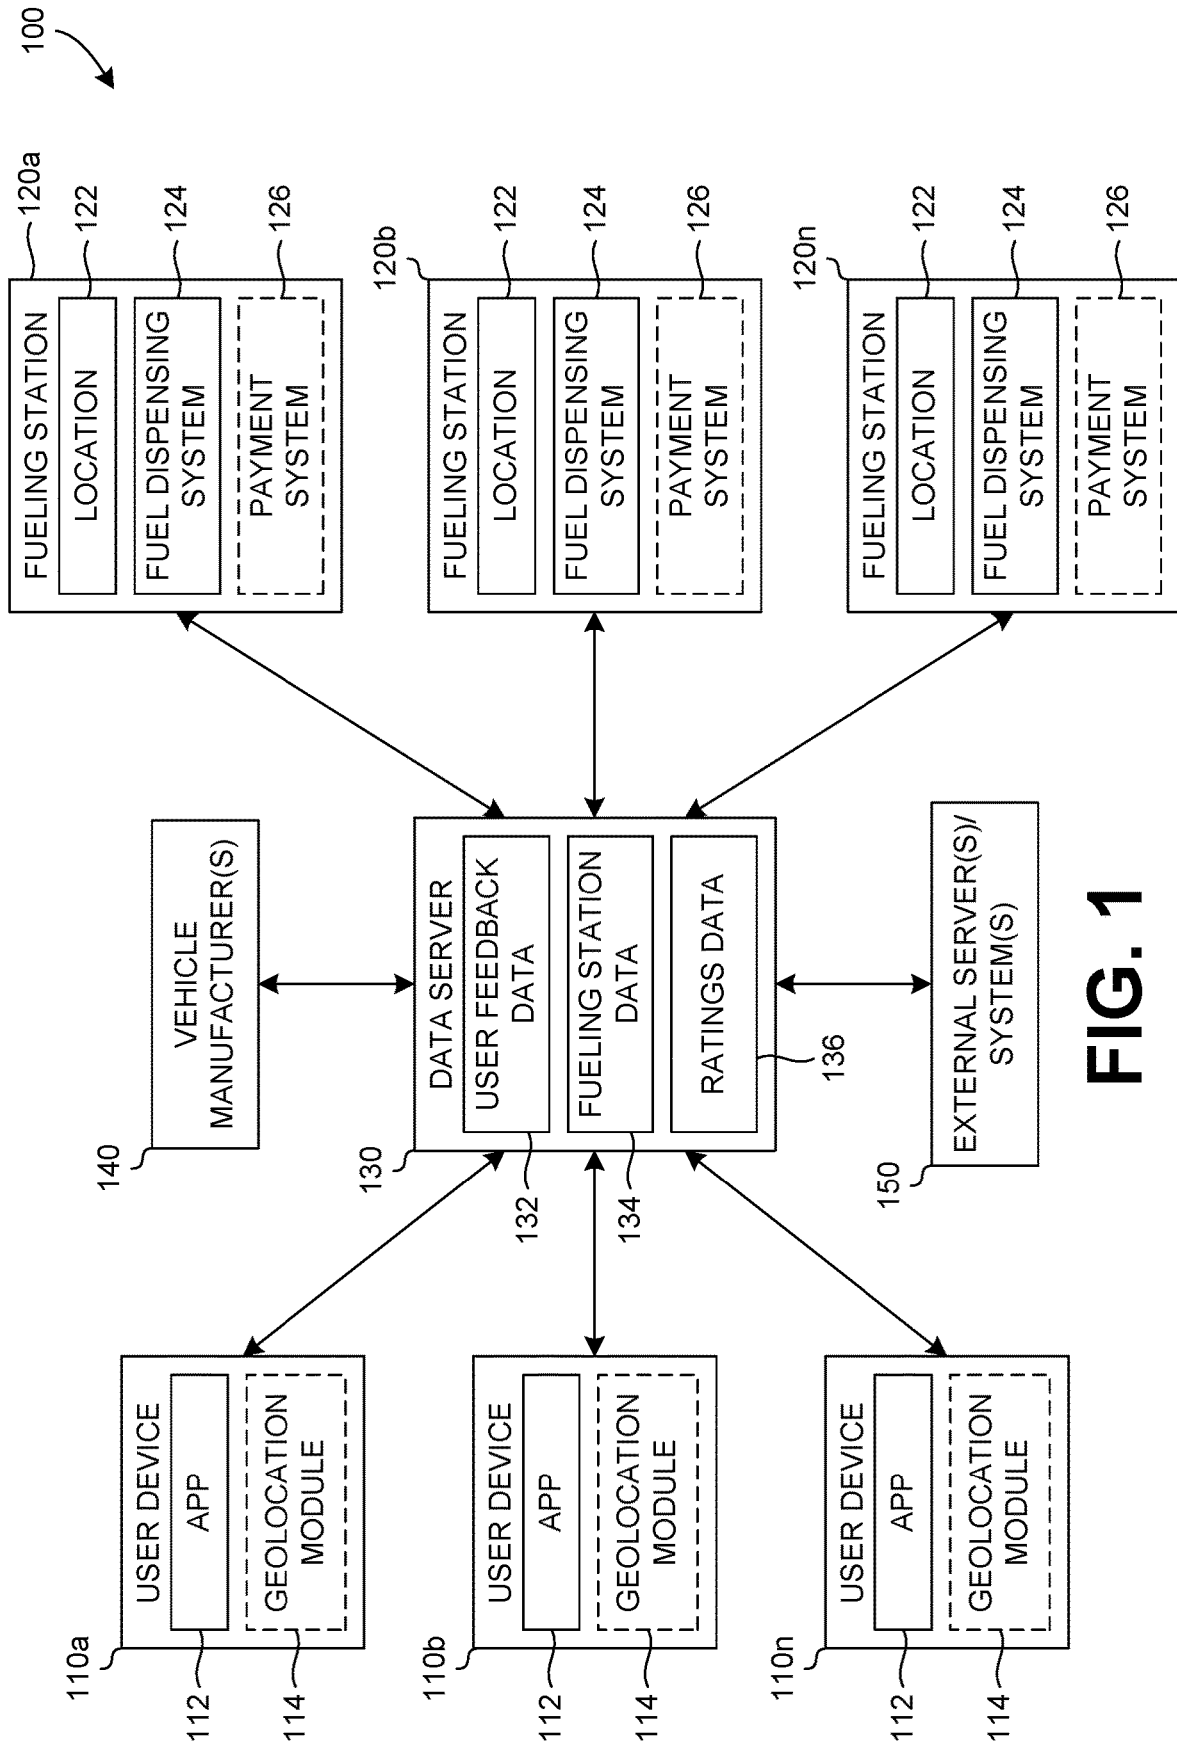 100
110a
USER DEVICE
112
APP
114
GEOLOCATION
MODULE
110b
USER DEVICE
112
APP
114
GEOLOCATION
MODULE
110n
USER DEVICE
112
APP
114
GEOLOCATION
MODULE
140
VEHICLE
MANUFACTURER(S)
130
DATA SERVER
132
USER FEEDBACK
DATA
134
FUELING STATION
DATA
RATINGS DATA
136
150
EXTERNAL SERVER(S)/
SYSTEM(S)
120a
FUELING STATION
LOCATION
122
FUEL DISPENSING
SYSTEM
124
PAYMENT
SYSTEM
126
120b
FUELING STATION
LOCATION
122
FUEL DISPENSING
SYSTEM
124
PAYMENT
SYSTEM
126
120n
FUELING STATION
LOCATION
122
FUEL DISPENSING
SYSTEM
124
PAYMENT
SYSTEM
126
FIG. 1